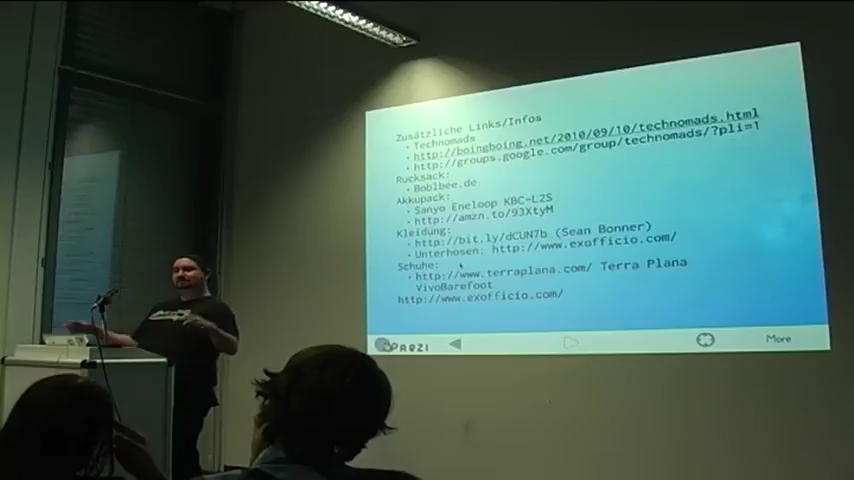 Zusätzliche Links/Infos
• Technomads
• http://boingboing.net/2010/09/10/technomads.html
• http://groups.google.com/group/technomads/?pli=1
Rucksack:
• Boblbee.de
Akkupack:
• Sanyo Eneloop KBC-L2S
• http://amzn.to/93XtyM
Kleidung:
• http://bit.ly/dCUN7b (Sean Bonner)
• Unterhosen: http://www.exofficio.com/
Schuhe:
• http://www.terraplana.com/ Terra Plana
VivoBarefoot
http://www.exofficio.com/
More